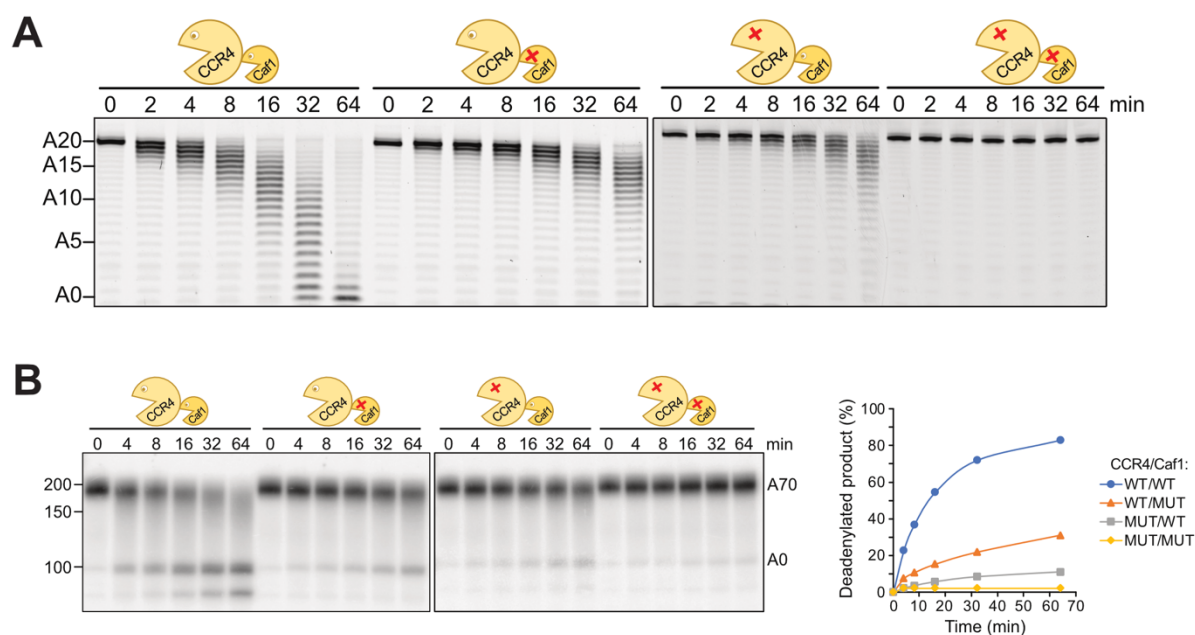 A
CCR4 Caf1 CCR4 Caf1 CCR4 Caf1 CCR4 Caf1
0 2 4 8 16 32 64 0 2 4 8 16 32 64 0 2 4 8 16 32 64 0 2 4 8 16 32 64 min
A20
A15
A10
A5
A0
B
CCR4 Caf1 CCR4 Caf1 CCR4 Caf1 CCR4 Caf1
0 4 8 16 32 64 0 4 8 16 32 64 min 0 4 8 16 32 64 0 4 8 16 32 64 min
200
150
100
A70
A0
Deadenylated product (%)
100
80
60
40
20
0
0 10 20 30 40 50 60 70
Time (min)
CCR4/Caf1:
WT/WT
WT/MUT
MUT/WT
MUT/MUT